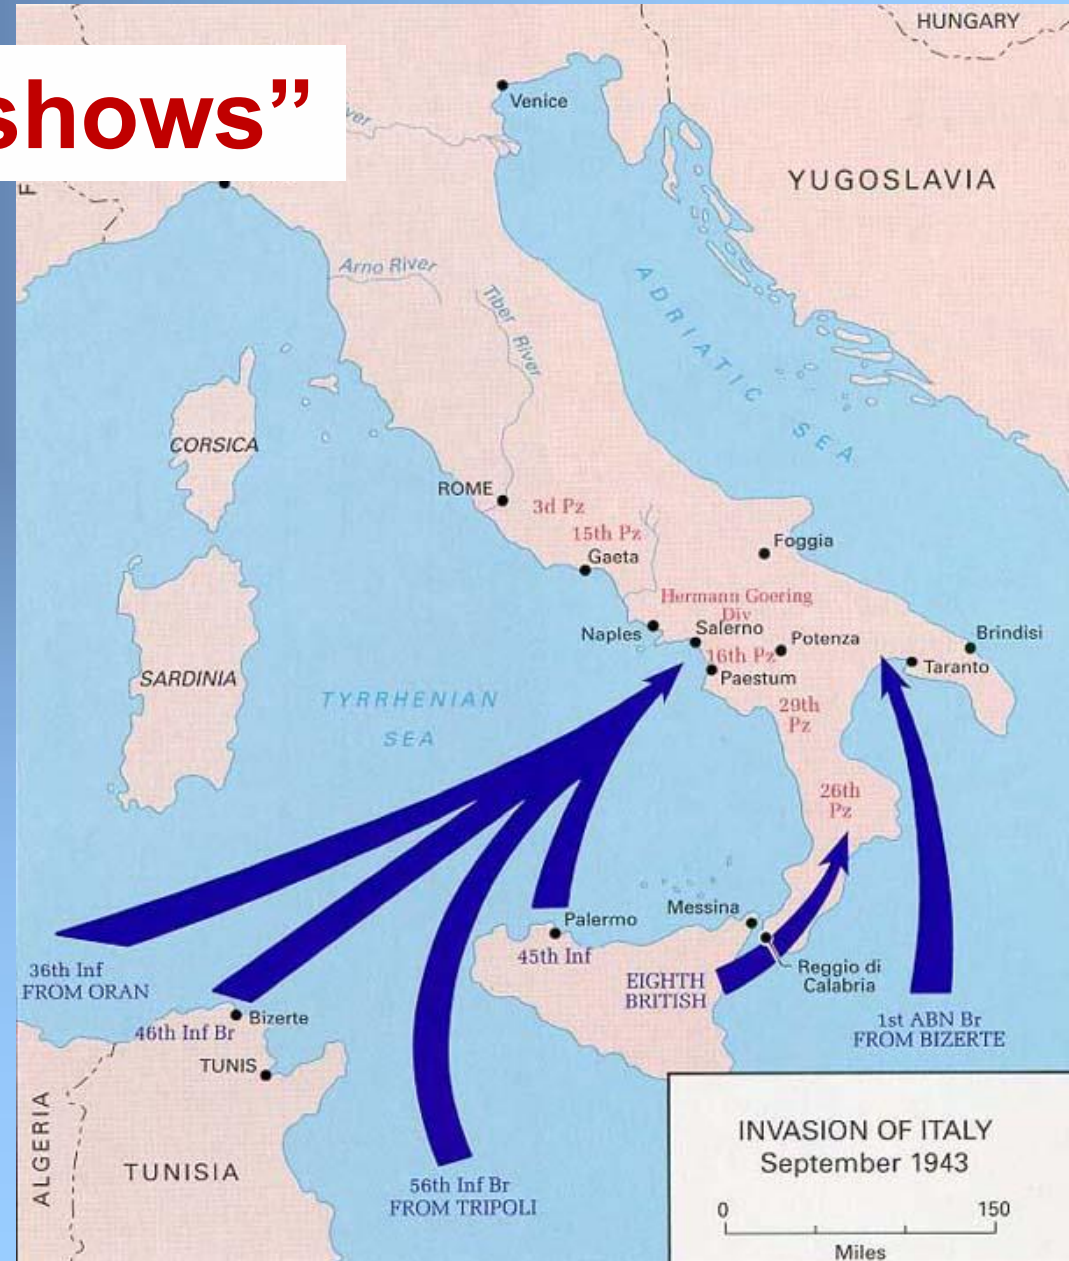 HUNGARY
shows”
Venice
YUGOSLAVIA
Arno River
Tiber River
ADRIATIC SEA
CORSICA
ROME
3d Pz
15th Pz
Gaeta
Foggia
Hermann Goering
Div
Naples
Salerno
Potenza
Brindisi
16th Pz
Paestum
Taranto
SARDINIA
TYRRHENIAN
SEA
29th
Pz
26th
Pz
Messina
Palermo
45th Inf
Reggio di
Calabria
EIGHTH
BRITISH
36th Inf
FROM ORAN
46th Inf Br
Bizerte
1st ABN Br
FROM BIZERTE
TUNIS
ALGERIA
TUNISIA
56th Inf Br
FROM TRIPOLI
INVASION OF ITALY
September 1943
0 150
Miles